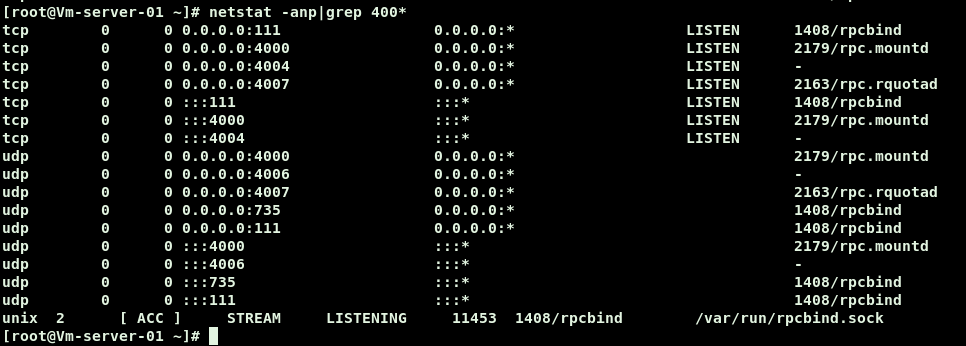 [root@Vm-server-01 ~]# netstat -anp|grep 400*
tcp        0      0 0.0.0.0:111                 0.0.0.0:*                   LISTEN      1408/rpcbind
tcp        0      0 0.0.0.0:4000                0.0.0.0:*                   LISTEN      2179/rpc.mountd
tcp        0      0 0.0.0.0:4004                0.0.0.0:*                   LISTEN      -
tcp        0      0 0.0.0.0:4007                0.0.0.0:*                   LISTEN      2163/rpc.rquotad
tcp        0      0 :::111                      :::*                        LISTEN      1408/rpcbind
tcp        0      0 :::4000                     :::*                        LISTEN      2179/rpc.mountd
tcp        0      0 :::4004                     :::*                        LISTEN      -
udp        0      0 0.0.0.0:4000                0.0.0.0:*                               2179/rpc.mountd
udp        0      0 0.0.0.0:4006                0.0.0.0:*                               -
udp        0      0 0.0.0.0:4007                0.0.0.0:*                               2163/rpc.rquotad
udp        0      0 0.0.0.0:735                 0.0.0.0:*                               1408/rpcbind
udp        0      0 0.0.0.0:111                 0.0.0.0:*                               1408/rpcbind
udp        0      0 :::4000                     :::*                                    2179/rpc.mountd
udp        0      0 :::4006                     :::*                                    -
udp        0      0 :::735                      :::*                                    1408/rpcbind
udp        0      0 :::111                      :::*                                    1408/rpcbind
unix  2      [ ACC ]     STREAM     LISTENING     11453  1408/rpcbind        /var/run/rpcbind.sock
[root@Vm-server-01 ~]#